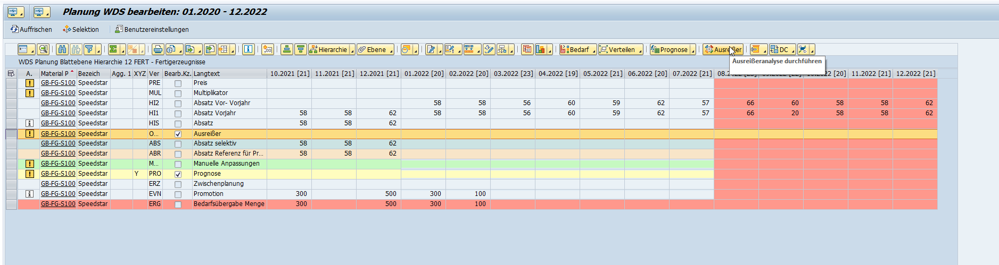 Planung WDS bearbeiten: 01.2020 - 12.2022
Auffrischen Selektion Benutzereinstellungen
Hierarchie Ebene Bedarf Verteilen Prognose Ausreißer DC
WDS Planung Blattebene Hierarchie 12 FERT - Fertigerzeugnisse
Ausreißeranalyse durchführen
A. Material P Bezeich Agg. 1 XYZ Ver Bearb.Kz. Langtext 10.2021 [21] 11.2021 [21] 12.2021 [21] 01.2022 [20] 02.2022 [20] 03.2022 [23] 04.2022 [19] 05.2022 [21] 06.2022 [20] 07.2022 [21] 08.2022 [23] 09.2022 [22] 10.2022 [20] 11.2022 [21] 12.2022 [21]
GB-FG-S100 Speedstar PRE Preis
GB-FG-S100 Speedstar MUL Multiplikator
GB-FG-S100 Speedstar HI2 Absatz Vor- Vorjahr 58 58 56 60 59 62 57 66 60 58 58 62
GB-FG-S100 Speedstar HI1 Absatz Vorjahr 58 58 62 58 58 56 60 59 62 57 66 20 58 58 62
GB-FG-S100 Speedstar HIS Absatz 58 58 62
GB-FG-S100 Speedstar O... Ausreißer
GB-FG-S100 Speedstar ABS Absatz selektiv 58 58 62
GB-FG-S100 Speedstar ABR Absatz Referenz für Pr... 58 58 62
GB-FG-S100 Speedstar M... Manuelle Anpassungen
GB-FG-S100 Speedstar Y PRO Prognose
GB-FG-S100 Speedstar ERZ Zwischenplanung
GB-FG-S100 Speedstar EVN Promotion 300 500 300 100
GB-FG-S100 Speedstar ERG Bedarfsübergabe Menge 300 500 300 100